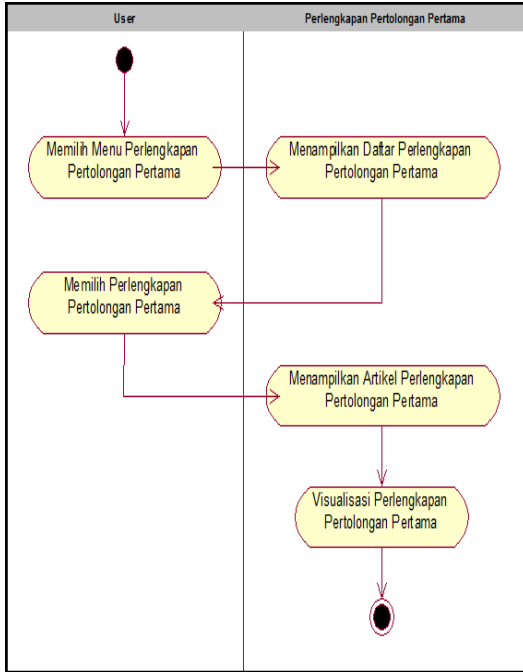 User
Perlengkapan Pertolongan Pertama
Memilih Menu Perlengkapan
Pertolongan Pertama
Menampilkan Daftar Perlengkapan
Pertolongan Pertama
Memilih Perlengkapan
Pertolongan Pertama
Menampilkan Artikel Perlengkapan
Pertolongan Pertama
Visualisasi Perlengkapan
Pertolongan Pertama